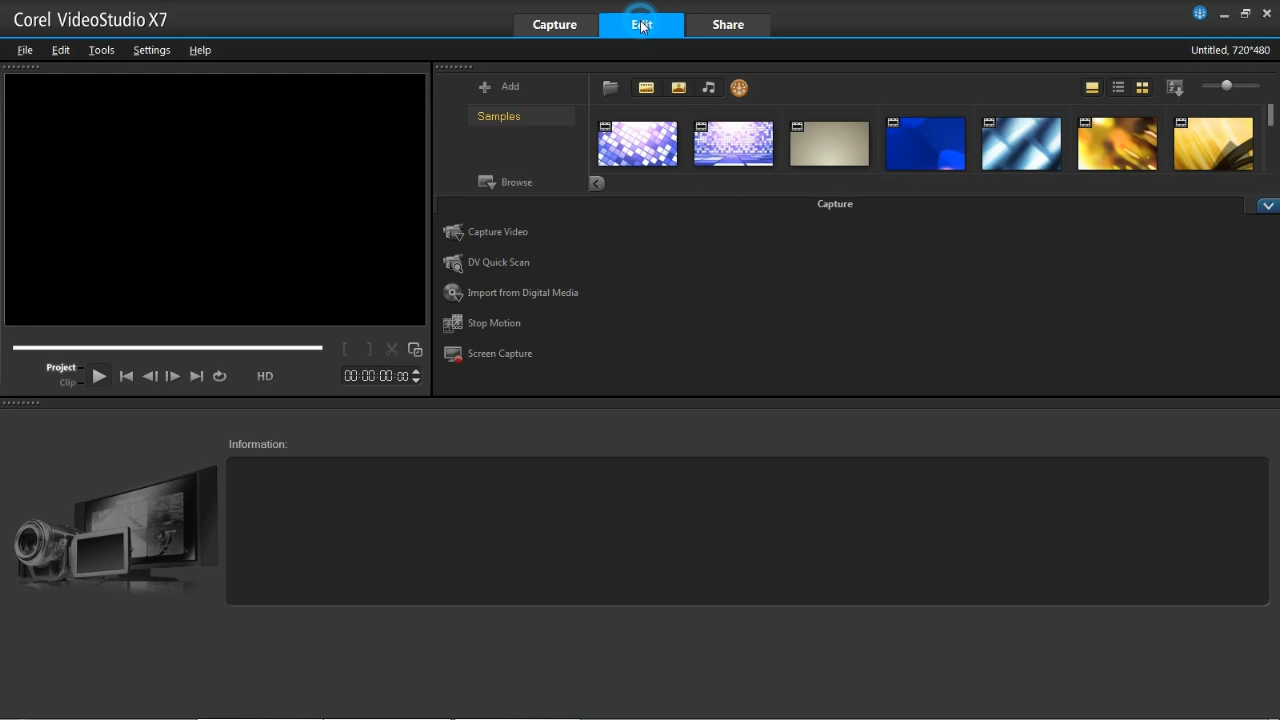 Corel VideoStudio X7
Capture
Edit
Share
File
Edit
Tools
Settings
Help
Untitled, 720*480
Add
Samples
Browse
Capture
Capture Video
DV Quick Scan
Import from Digital Media
Stop Motion
Screen Capture
Project
Clip
HD
00:00:00:00
Information: